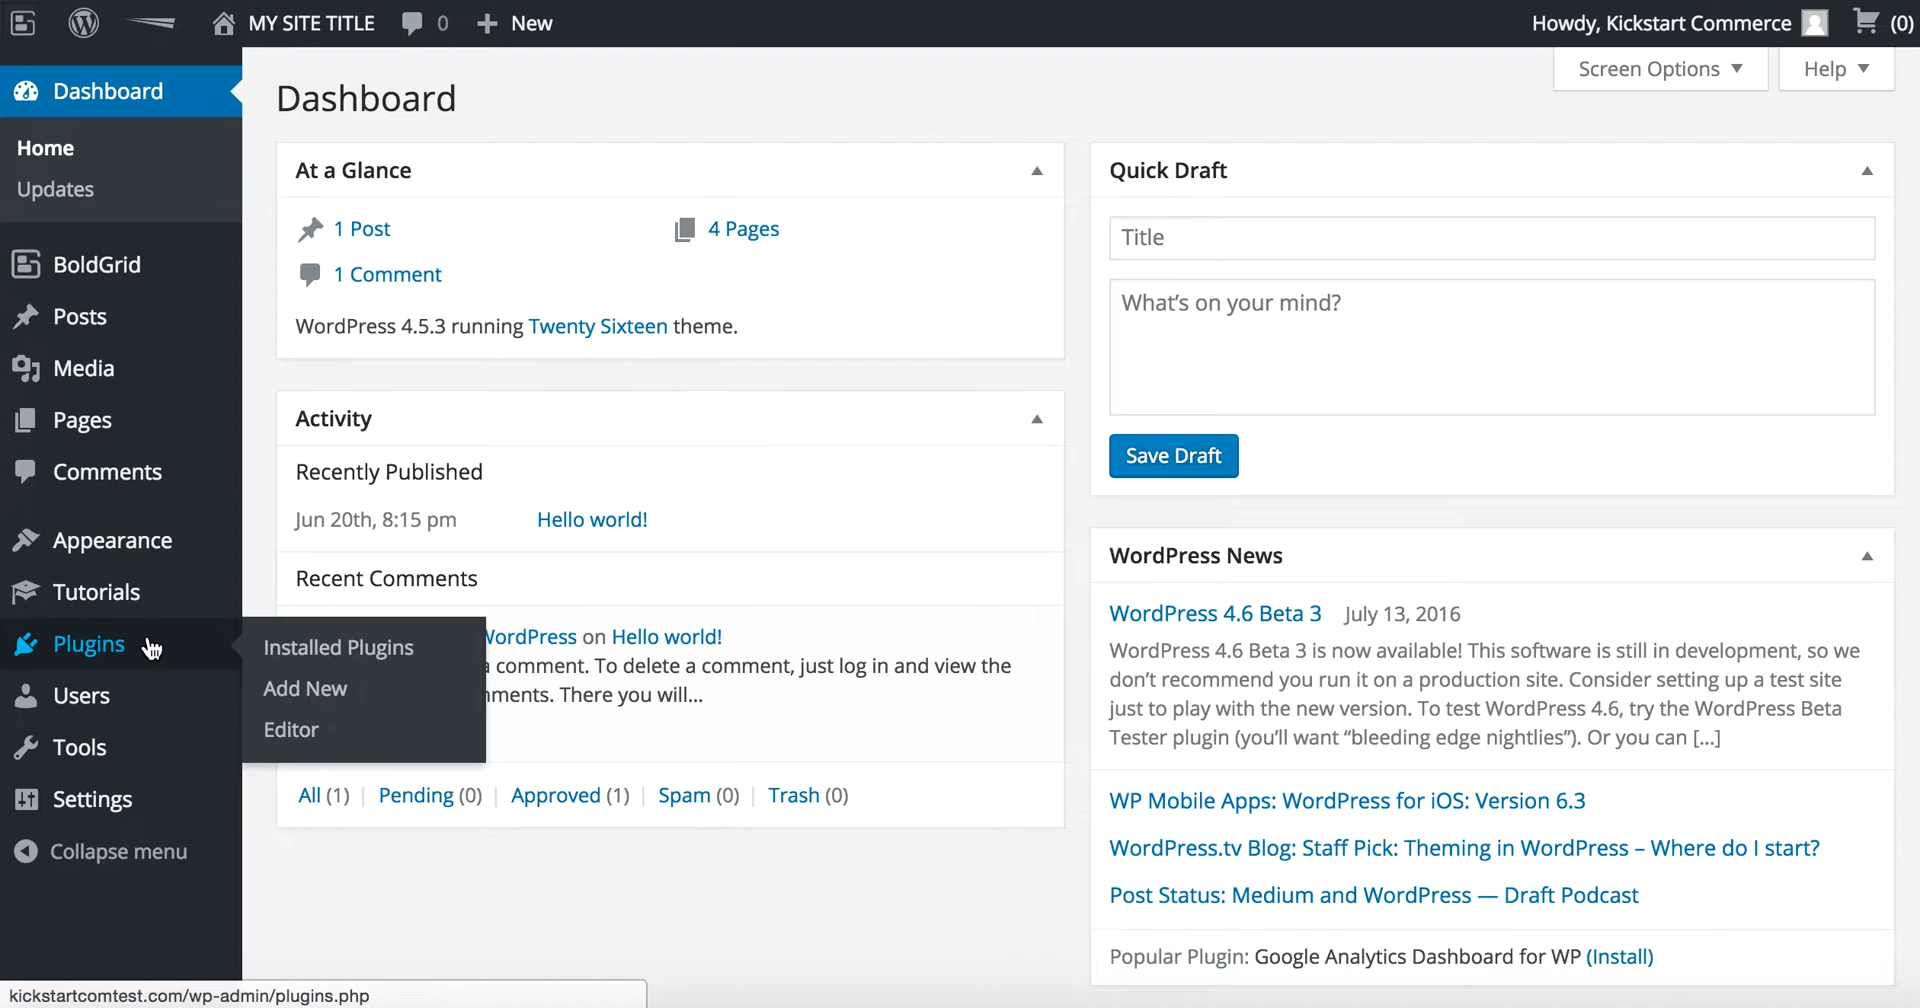 MY SITE TITLE 0 New Howdy, Kickstart Commerce (0)
Screen Options Help
Dashboard
Home
Updates
BoldGrid
Posts
Media
Pages
Comments
Appearance
Tutorials
Plugins
Installed Plugins
Add New
Editor
Users
Tools
Settings
Collapse menu
Dashboard
At a Glance
1 Post 4 Pages
1 Comment
WordPress 4.5.3 running Twenty Sixteen theme.
Activity
Recently Published
Jun 20th, 8:15 pm Hello world!
Recent Comments
WordPress on Hello world!
a comment. To delete a comment, just log in and view the
will...
There you
All (1) | Pending (0) | Approved (1) | Spam (0) | Trash (0)
Quick Draft
Title
What's on your mind?
Save Draft
WordPress News
WordPress 4.6 Beta 3 July 13, 2016
WordPress 4.6 Beta 3 is now available! This software is still in development, so we
don't recommend you run it on a production site. Consider setting up a test site
just to play with the new version. To test WordPress 4.6, try the WordPress Beta
Tester plugin (you'll want “bleeding edge nightlies”). Or you can [...]
WP Mobile Apps: WordPress for iOS: Version 6.3
WordPress.tv Blog: Staff Pick: Theming in WordPress – Where do I start?
Post Status: Medium and WordPress — Draft Podcast
Popular Plugin: Google Analytics Dashboard for WP (Install)
kickstartcomtest.com/wp-admin/plugins.php